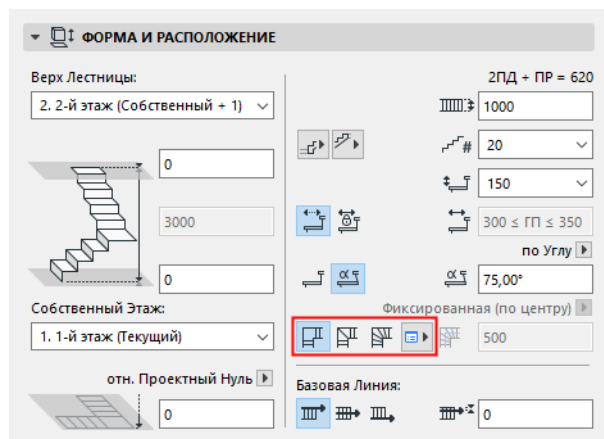 ФОРМА И РАСПОЛОЖЕНИЕ
Верх Лестницы:
2. 2-й этаж (Собственный + 1)
0
3000
0
Собственный Этаж:
1. 1-й этаж (Текущий)
отн. Проектный Нуль
0
2ПД + ПР = 620
1000
# 20
150
300 ≤ ГП ≤ 350
по Углу
α α 75,00°
Фиксированная (по центру)
500
Базовая Линия:
0